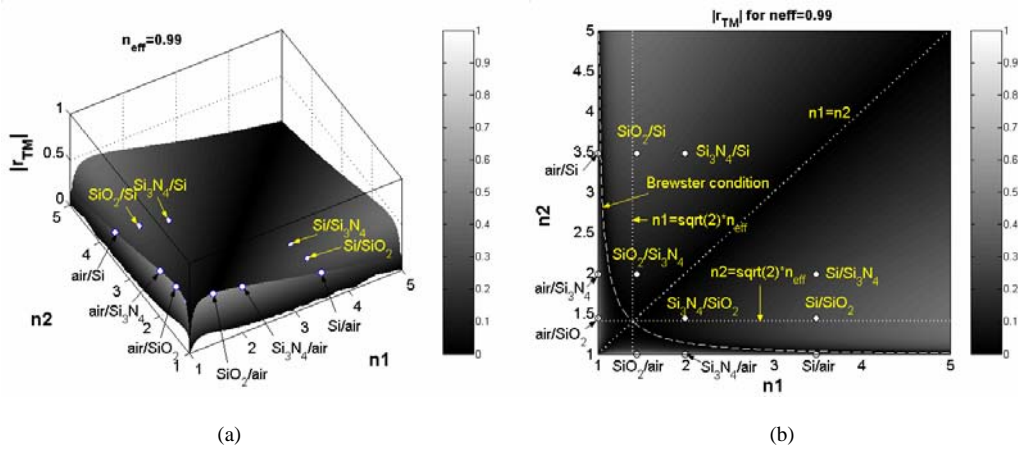 n_eff=0.99
|r_TM|
1
0.5
0
5
4
3
2
1
n2
1
2
3
4
5
n1
SiO2/Si
Si3N4/Si
Si/Si3N4
Si/SiO2
air/Si
air/Si3N4
air/SiO2
SiO2/air
Si3N4/air
Si/air
1
0.9
0.8
0.7
0.6
0.5
0.4
0.3
0.2
0.1
0
(a)
|r_TM| for neff=0.99
5
4.5
4
3.5
3
2.5
2
1.5
1
n2
SiO2/Si
Si3N4/Si
n1=n2
air/Si
Brewster condition
n1=sqrt(2)*n_eff
SiO2/Si3N4
n2=sqrt(2)*n_eff
Si/Si3N4
air/Si3N4
Si3N4/SiO2
Si/SiO2
air/SiO2
1
2
3
4
5
SiO2/air
Si3N4/air
Si/air
n1
1
0.9
0.8
0.7
0.6
0.5
0.4
0.3
0.2
0.1
0
(b)